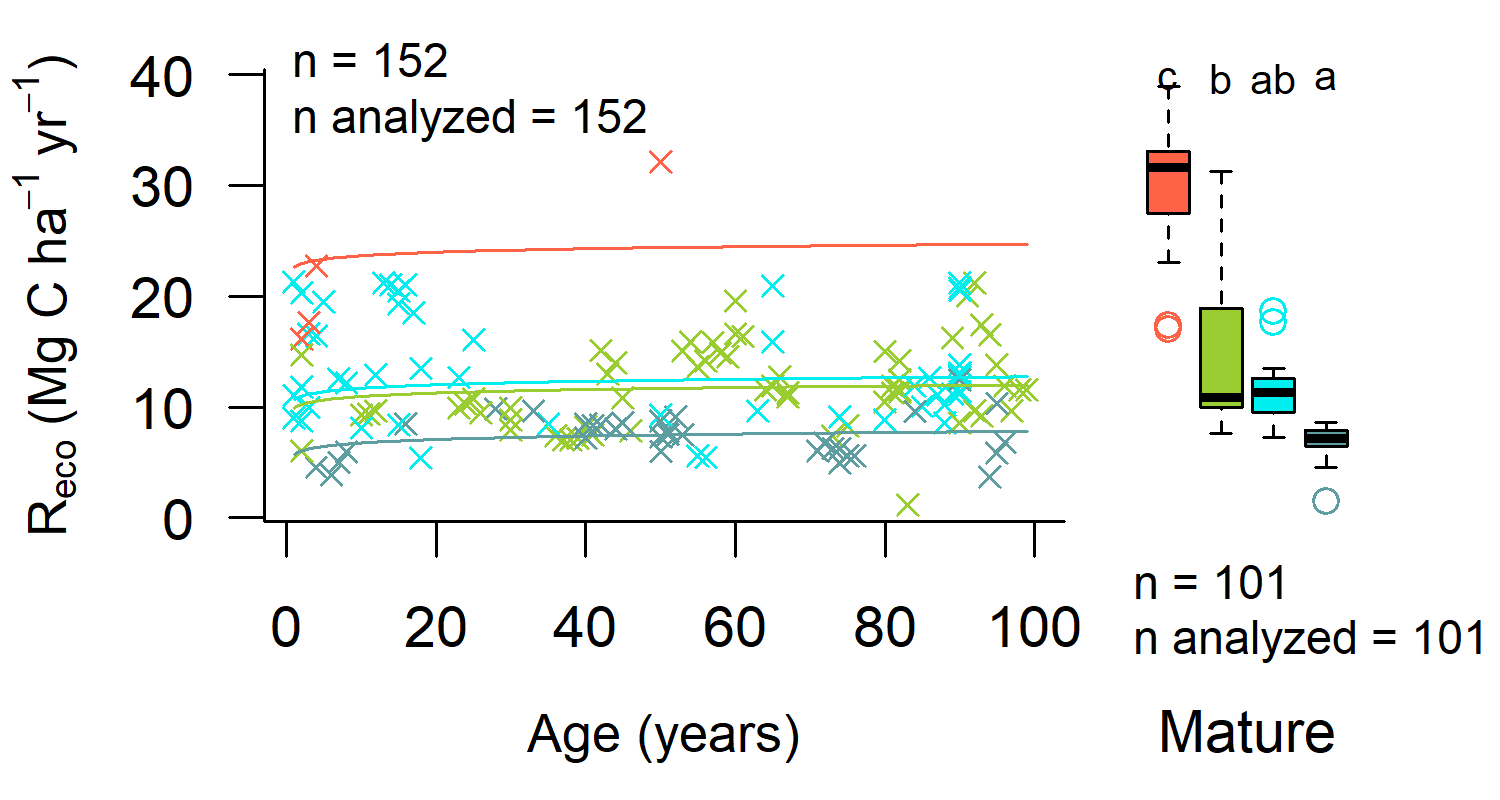 n = 152
n analyzed = 152
R_eco (Mg C ha⁻¹ yr⁻¹)
40
30
20
10
0
0 20 40 60 80 100
Age (years)
c b ab a
n = 101
n analyzed = 101
Mature